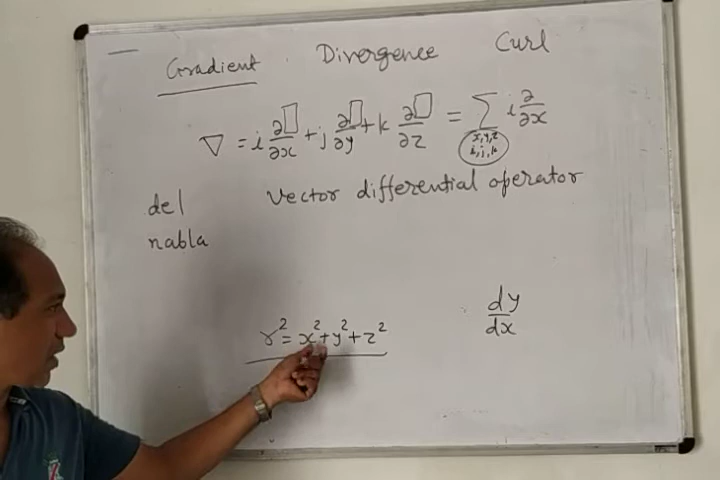 Gradient Divergence Curl
∇ = i ∂□/∂x + j ∂□/∂y + k ∂□/∂z = ∑ i ∂/∂x
x,y,z
i,j,k
del Vector differential operator
nabla
dy/dx
r² = x² + y² + z²